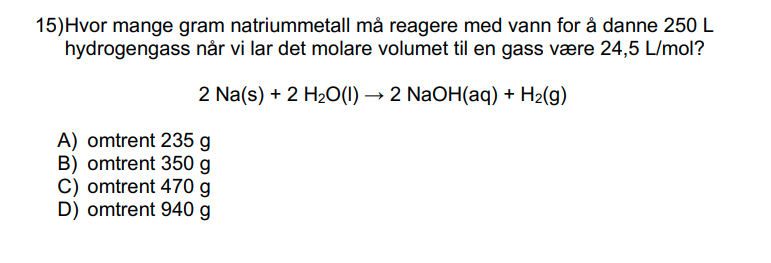 15)Hvor mange gram natriummetall må reagere med vann for å danne 250 L
hydrogengass når vi lar det molare volumet til en gass være 24,5 L/mol?
2 Na(s) + 2 H₂O(l) → 2 NaOH(aq) + H₂(g)
A) omtrent 235 g
B) omtrent 350 g
C) omtrent 470 g
D) omtrent 940 g